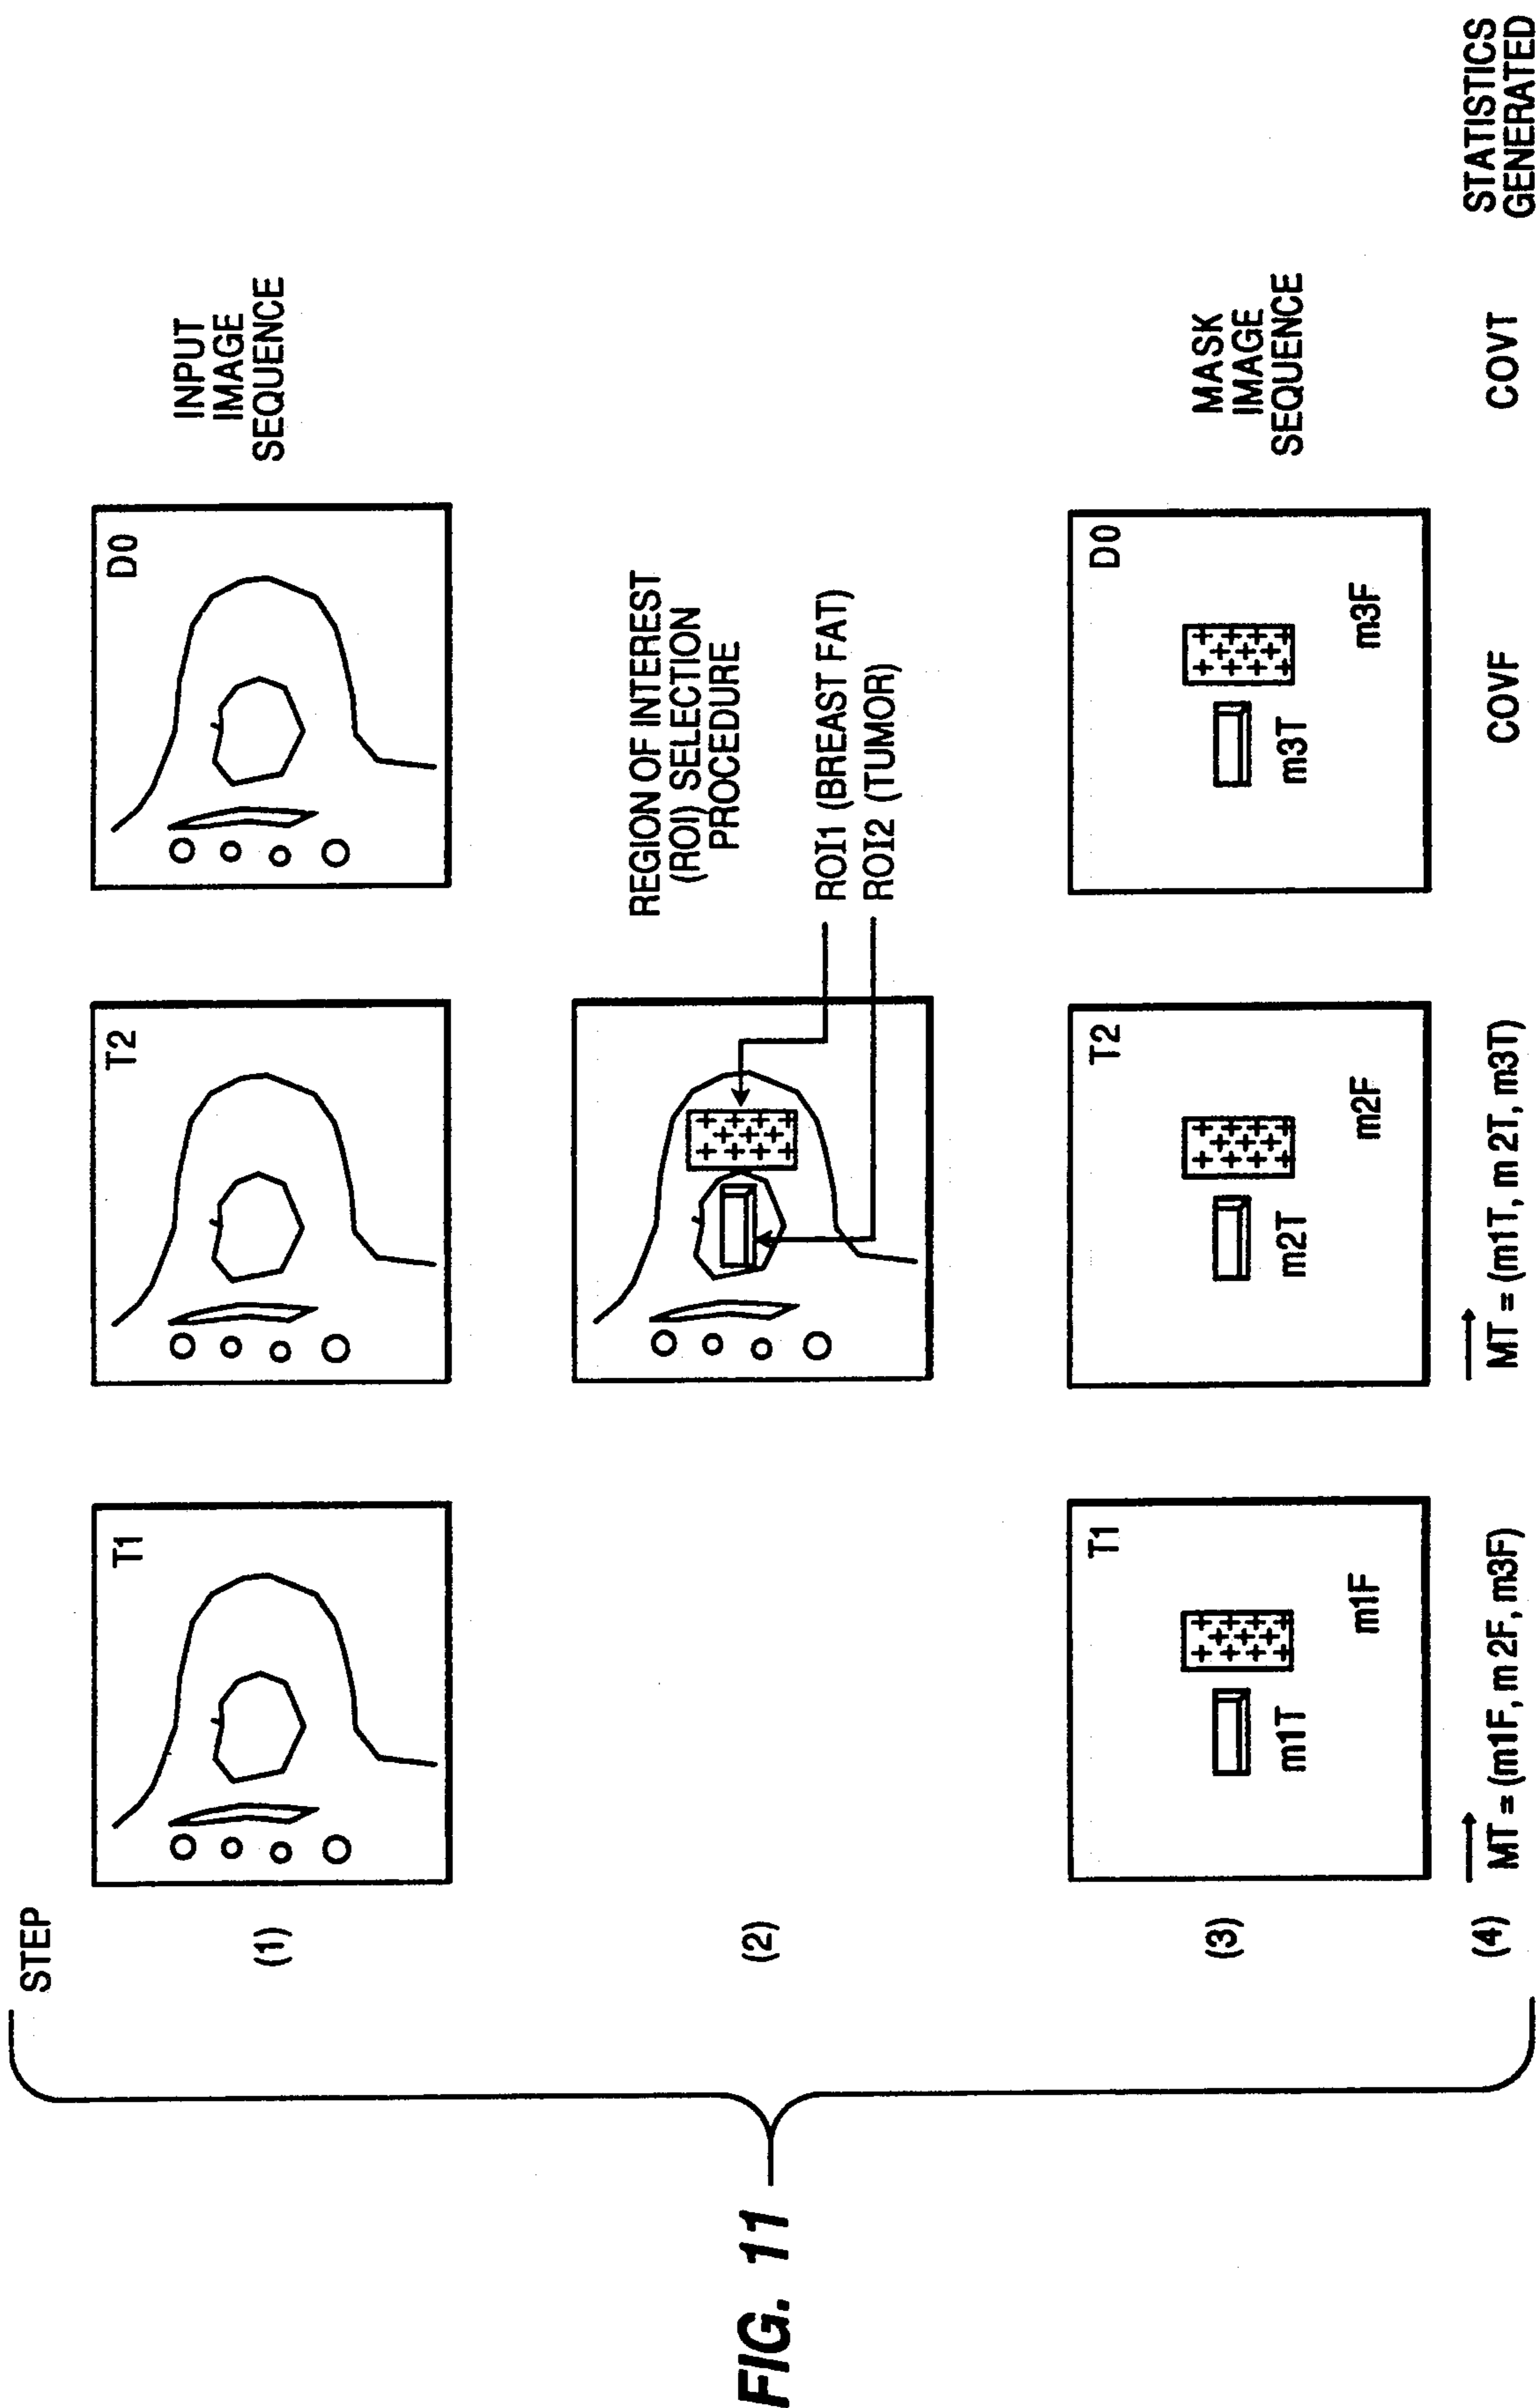 STEP
(1)
T1
T2
D0
INPUT
IMAGE
SEQUENCE
(2)
REGION OF INTEREST
(ROI) SELECTION
PROCEDURE
ROI1 (BREAST FAT)
ROI2 (TUMOR)
(3)
T1
m1T
m1F
T2
m2T
m2F
D0
m3T
m3F
MASK
IMAGE
SEQUENCE
(4)
MT = (m1F, m 2F, m3F)
MT = (m1T, m 2T, m3T)
COVF
COVT
STATISTICS
GENERATED
FIG. 11